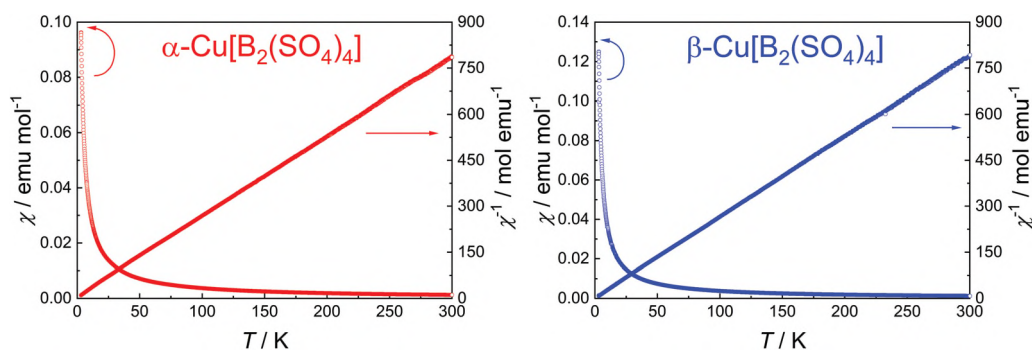 α-Cu[B₂(SO₄)₄]
χ / emu mol⁻¹
0.10
0.08
0.06
0.04
0.02
0.00
900
750
600
450
300
150
0
χ⁻¹ / mol emu⁻¹
0 50 100 150 200 250 300
T / K
β-Cu[B₂(SO₄)₄]
χ / emu mol⁻¹
0.14
0.12
0.10
0.08
0.06
0.04
0.02
0.00
900
750
600
450
300
150
0
χ⁻¹ / mol emu⁻¹
0 50 100 150 200 250 300
T / K